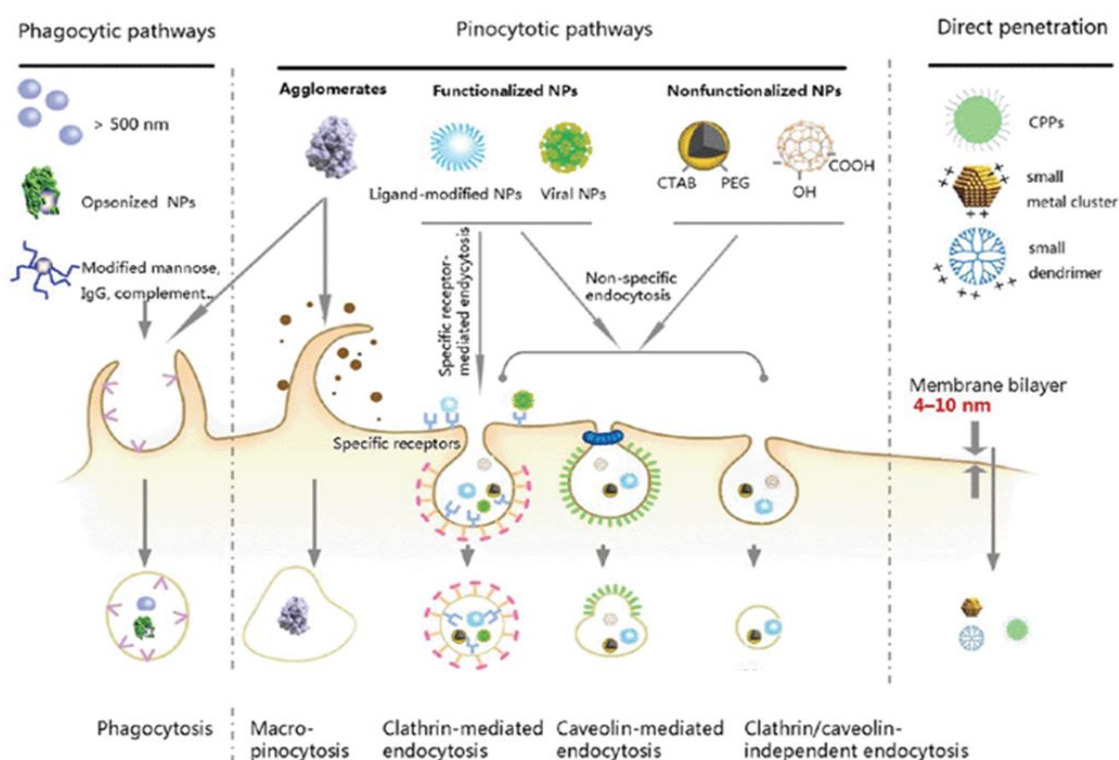 Phagocytic pathways
Pinocytotic pathways
Direct penetration
> 500 nm
Opsonized NPs
Modified mannose,
IgG, complement..
Agglomerates
Functionalized NPs
Nonfunctionalized NPs
Ligand-modified NPs
Viral NPs
CTAB
PEG
OH
COOH
CPPs
small
metal cluster
small
dendrimer
Specific receptor-
mediated endycytosis
Non-specific
endocytosis
Specific receptors
Membrane bilayer
4–10 nm
Phagocytosis
Macro-
pinocytosis
Clathrin-mediated
endocytosis
Caveolin-mediated
endocytosis
Clathrin/caveolin-
independent endocytosis